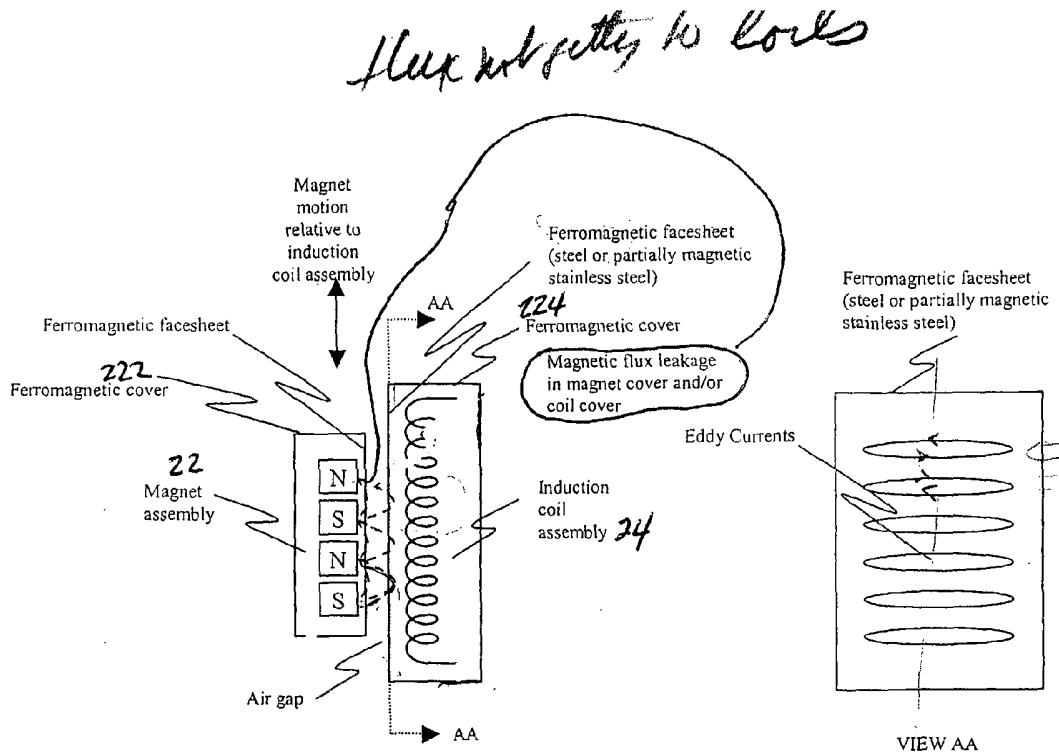 flux not getting to coils
Magnet
motion
relative to
induction
coil assembly
Ferromagnetic facesheet
(steel or partially magnetic
stainless steel)
AA
224
Ferromagnetic cover
Magnetic flux leakage
in magnet cover and/or
coil cover
Ferromagnetic facesheet
222
Ferromagnetic cover
22
Magnet
assembly
N
S
N
S
Induction
coil
assembly 24
Air gap
AA
Ferromagnetic facesheet
(steel or partially magnetic
stainless steel)
Eddy Currents
VIEW AA